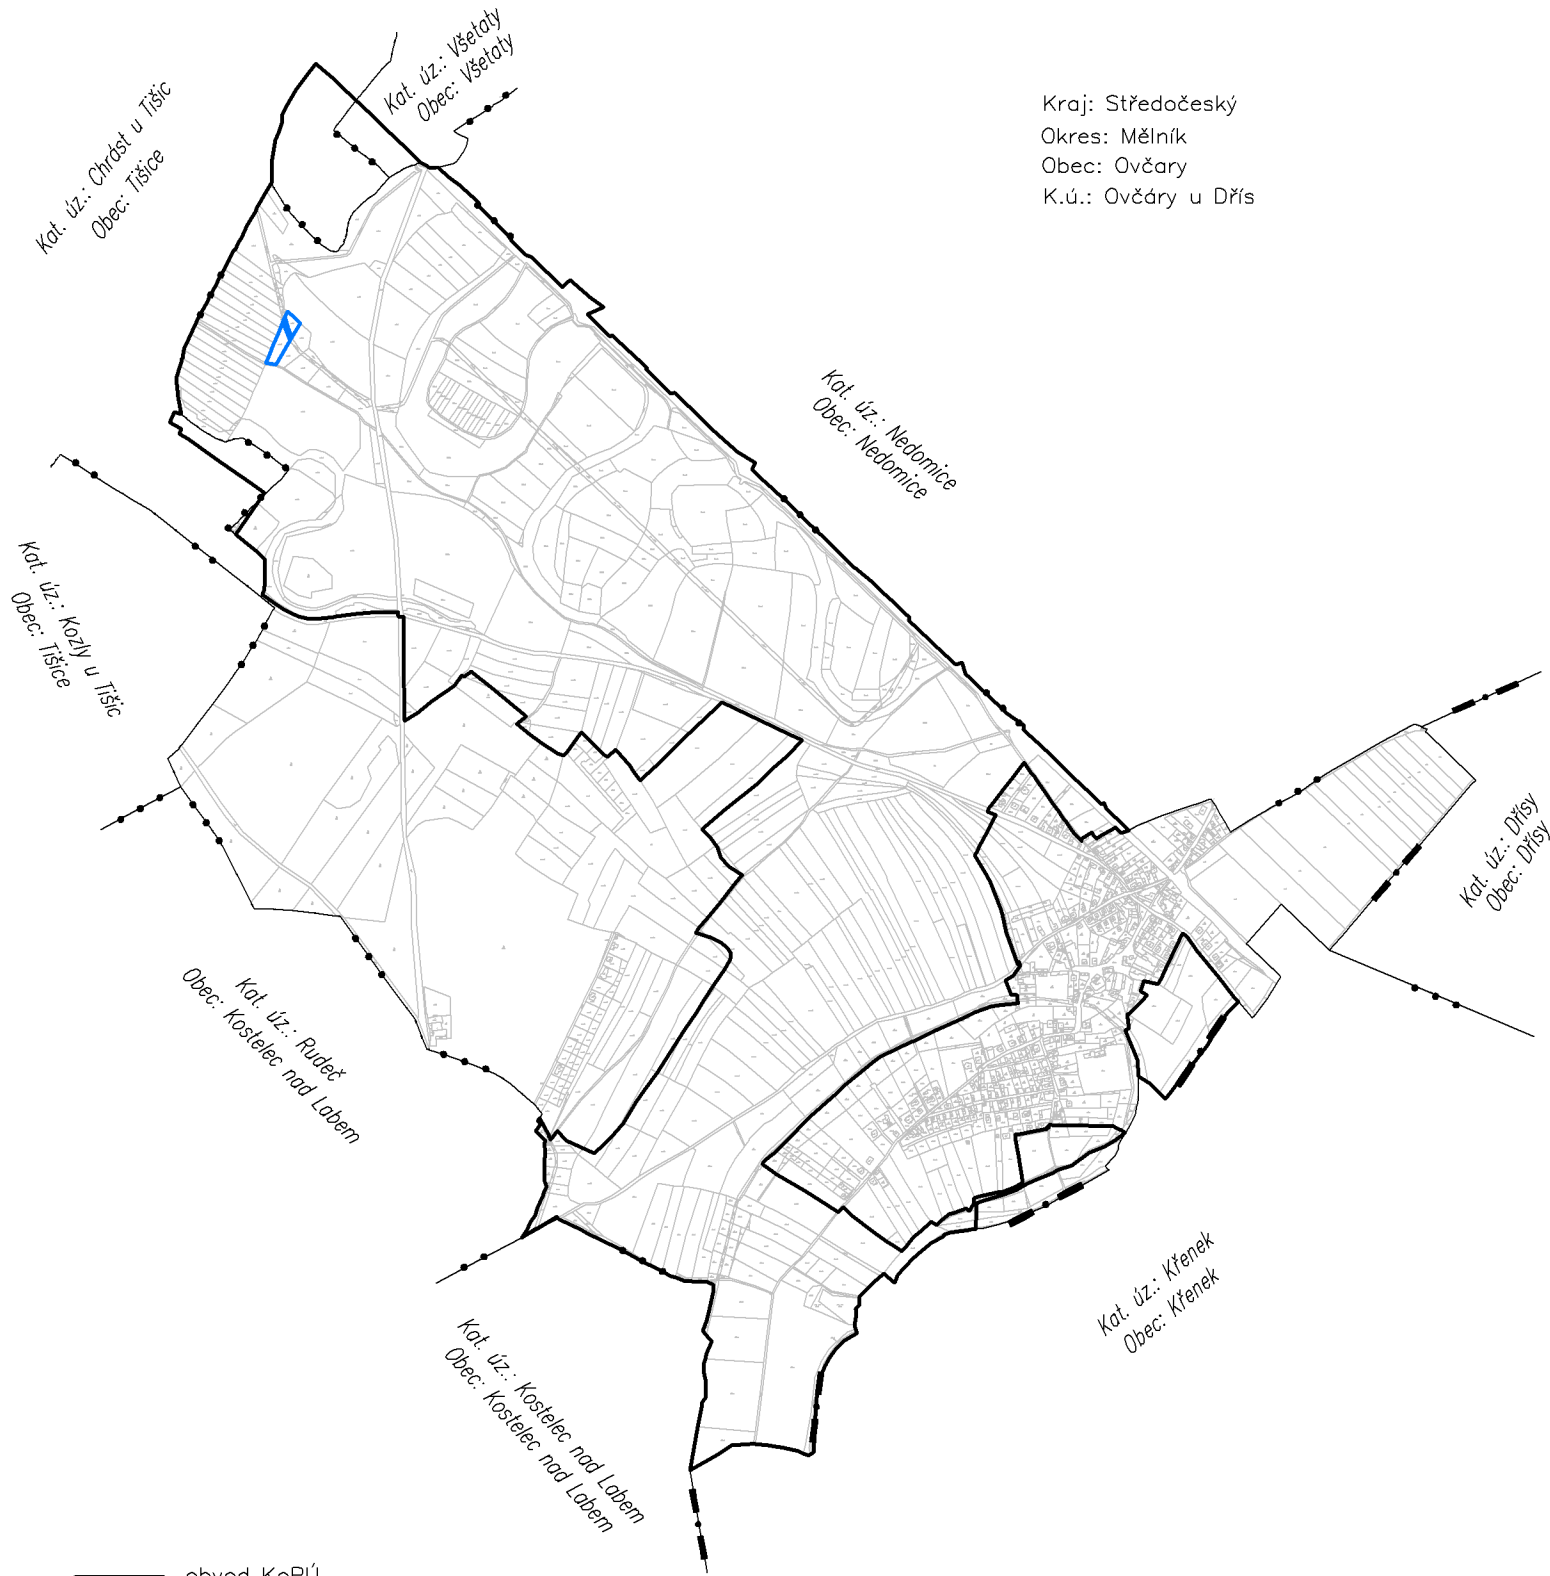 Kat. úz.: Všetaty
Obec: Všetaty
Kraj: Středočeský
Okres: Mělník
Obec: Ovčary
K.ú.: Ovčáry u Dřís
Kat. úz.: Chrást u Tišic
Obec: Tišice
Kat. úz.: Nedomice
Obec: Nedomice
Kat. úz.: Kozly u Tišic
Obec: Tišice
Kat. úz.: Dřísy
Obec: Dřísy
Kat. úz.: Rudeč
Obec: Kostelec nad Labem
Kat. úz.: Křenek
Obec: Křenek
Kat. úz.: Kostelec nad Labem
Obec: Kostelec nad Labem
obvod KoPÚ